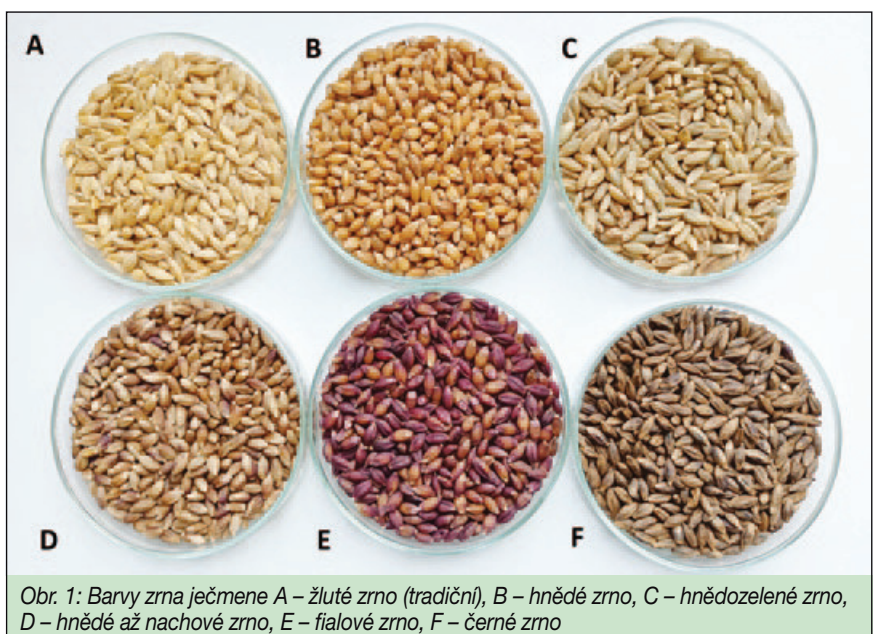 A B C
D E F
Obr. 1: Barvy zrna ječmene A – žluté zrno (tradiční), B – hnědé zrno, C – hnědozelené zrno,
D – hnědé až nachové zrno, E – fialové zrno, F – černé zrno